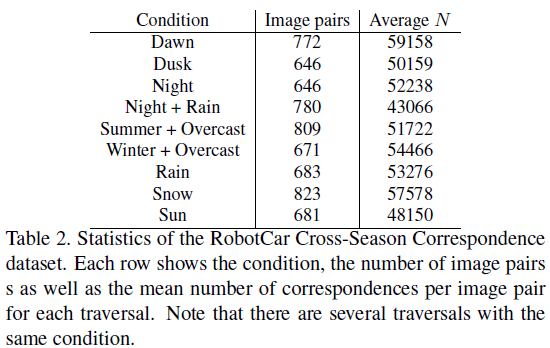 Condition Image pairs Average N
Dawn 772 59158
Dusk 646 50159
Night 646 52238
Night + Rain 780 43066
Summer + Overcast 809 51722
Winter + Overcast 671 54466
Rain 683 53276
Snow 823 57578
Sun 681 48150
Table 2. Statistics of the RobotCar Cross-Season Correspondence
dataset. Each row shows the condition, the number of image pairs
s as well as the mean number of correspondences per image pair
for each traversal. Note that there are several traversals with the
same condition.